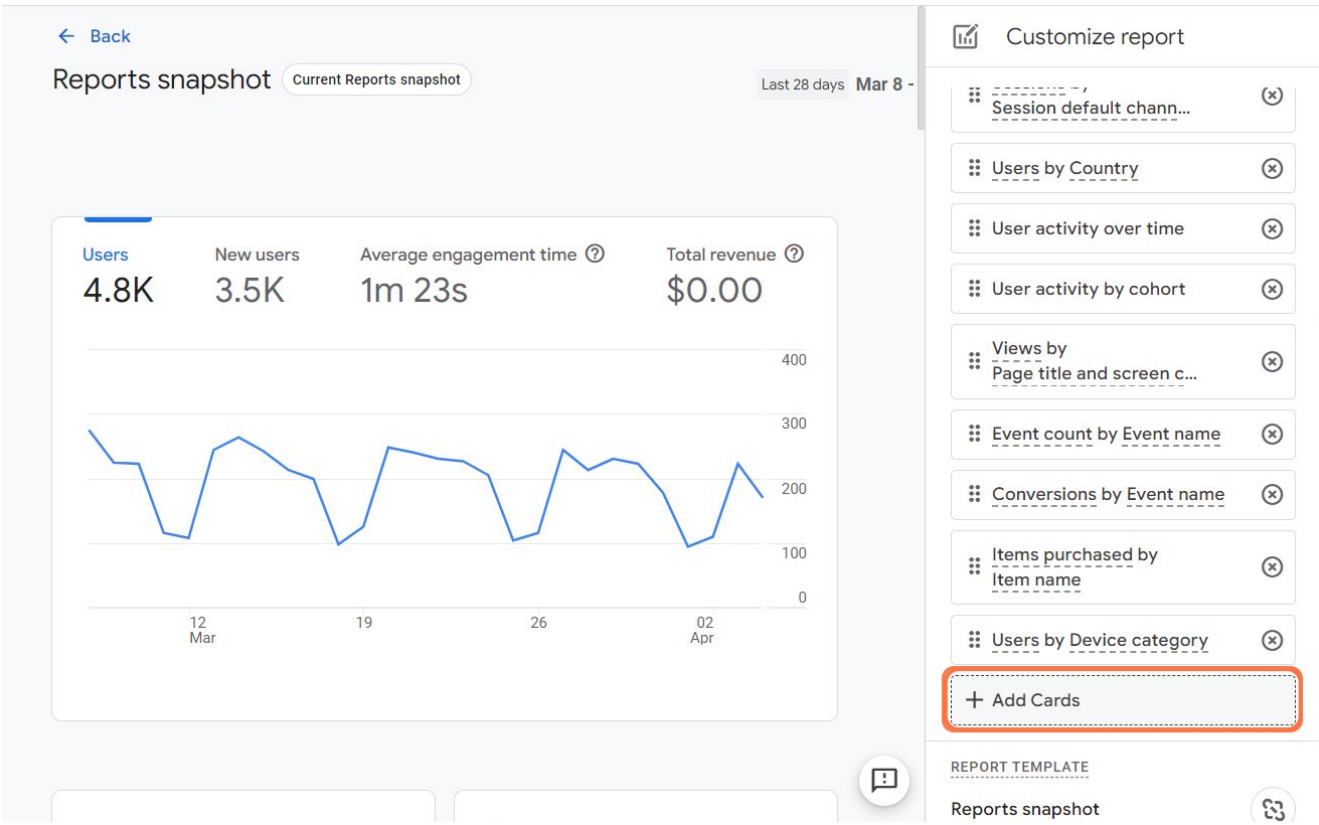 Back
Reports snapshot Current Reports snapshot
Last 28 days Mar 8 -
Users
4.8K
New users
3.5K
Average engagement time
1m 23s
Total revenue
$0.00
400
300
200
100
0
12
Mar
19
26
02
Apr
Customize report
Session default chann...
Users by Country
User activity over time
User activity by cohort
Views by
Page title and screen c...
Event count by Event name
Conversions by Event name
Items purchased by
Item name
Users by Device category
+ Add Cards
REPORT TEMPLATE
Reports snapshot